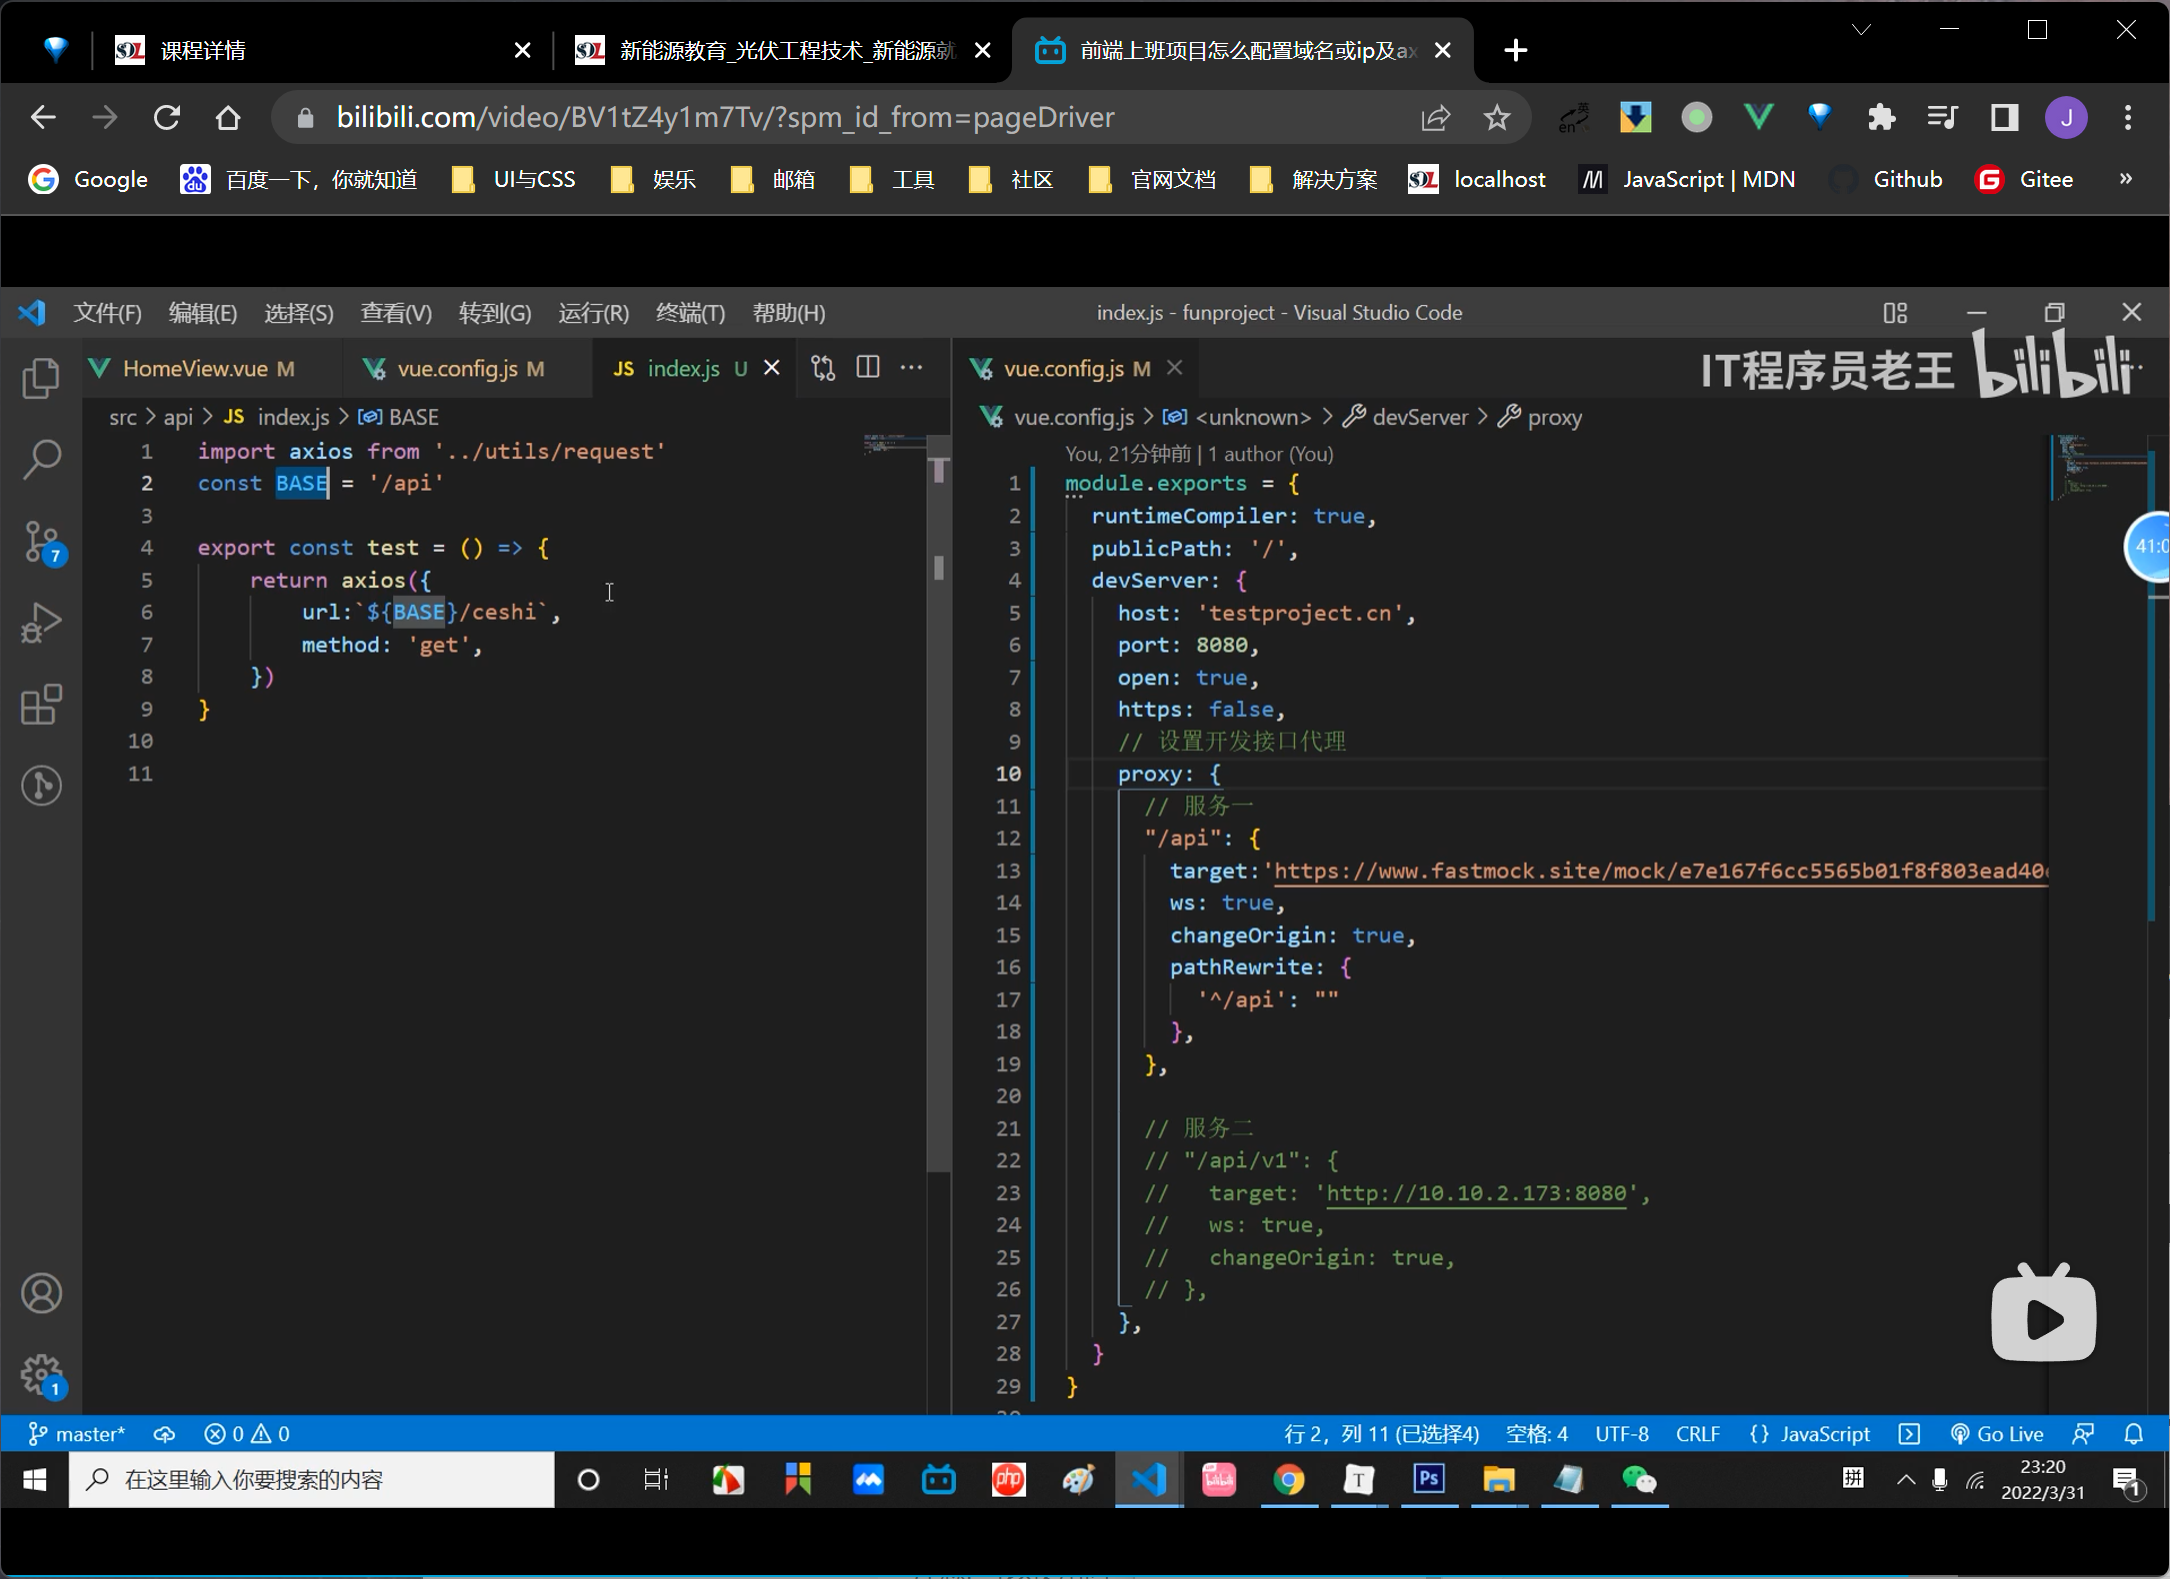 课程详情
新能源教育_光伏工程技术_新能源就
前端上班项目怎么配置域名或ip及ax
bilibili.com/video/BV1tZ4y1m7Tv/?spm_id_from=pageDriver
英
en
J
Google
百度一下，你就知道
UI与CSS
娱乐
邮箱
工具
社区
官网文档
解决方案
localhost
JavaScript | MDN
Github
Gitee
»
文件(F) 编辑(E) 选择(S) 查看(V) 转到(G) 运行(R) 终端(T) 帮助(H)
index.js - funproject - Visual Studio Code
HomeView.vue M
vue.config.js M
JS index.js U
src > api > JS index.js > BASE
1 import axios from '../utils/request'
2 const BASE = '/api'
3
4 export const test = () => {
5 return axios({
6 url:`${BASE}/ceshi`,
7 method: 'get',
8 })
9 }
10
11
7
1
vue.config.js M
IT程序员老王 bilibili
vue.config.js > <unknown> > devServer > proxy
You, 21分钟前 | 1 author (You)
1 module.exports = {
2 runtimeCompiler: true,
3 publicPath: '/',
4 devServer: {
5 host: 'testproject.cn',
6 port: 8080,
7 open: true,
8 https: false,
9 // 设置开发接口代理
10 proxy: {
11 // 服务一
12 "/api": {
13 target:'https://www.fastmock.site/mock/e7e167f6cc5565b01f8f803ead40
14 ws: true,
15 changeOrigin: true,
16 pathRewrite: {
17 '^/api': ""
18 },
19 },
20
21 // 服务二
22 // "/api/v1": {
23 // target: 'http://10.10.2.173:8080',
24 // ws: true,
25 // changeOrigin: true,
26 // },
27 },
28 }
29 }
41:0
master* 0 0
行 2，列 11 (已选择4) 空格: 4 UTF-8 CRLF {} JavaScript Go Live
在这里输入你要搜索的内容
php
bilibili
T
Ps
拼
23:20
2022/3/31
1